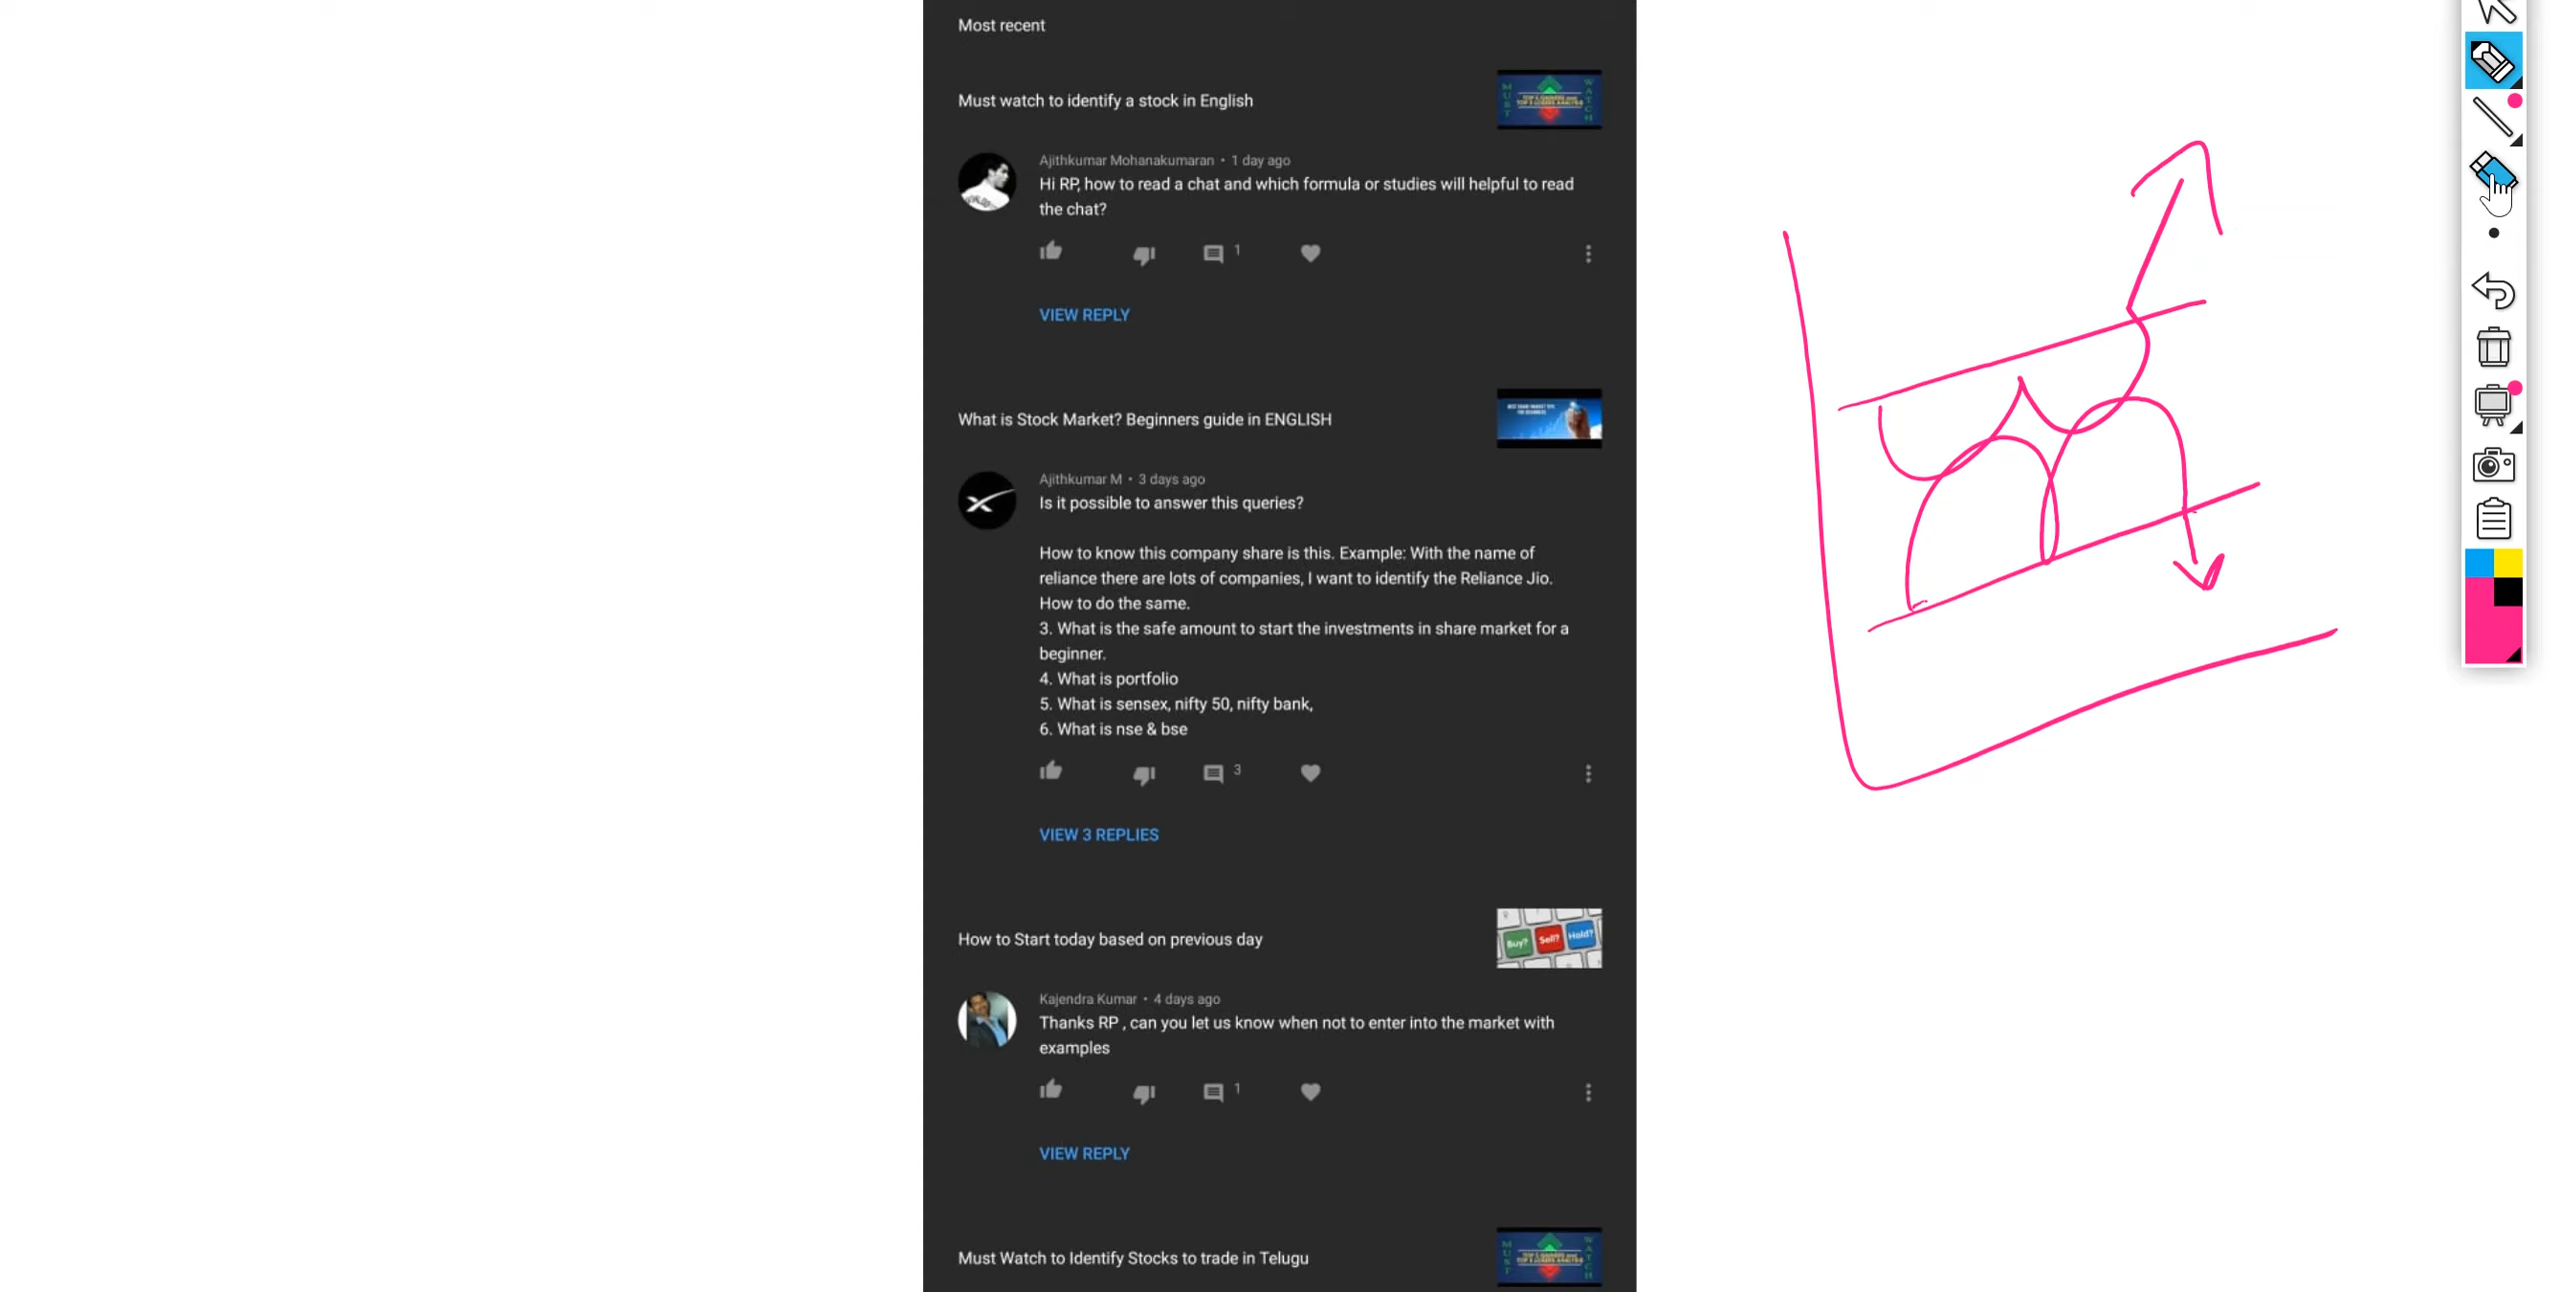 Most recent
Must watch to identify a stock in English
MUST
WATCH
Ajithkumar Mohanakumaran • 1 day ago
Hi RP, how to read a chat and which formula or studies will helpful to read
the chat?
1
VIEW REPLY
What is Stock Market? Beginners guide in ENGLISH
Ajithkumar M • 3 days ago
Is it possible to answer this queries?
How to know this company share is this. Example: With the name of
reliance there are lots of companies, I want to identify the Reliance Jio.
How to do the same.
3. What is the safe amount to start the investments in share market for a
beginner.
4. What is portfolio
5. What is sensex, nifty 50, nifty bank,
6. What is nse & bse
3
VIEW 3 REPLIES
How to Start today based on previous day
Buy? Sell? Hold?
Kajendra Kumar • 4 days ago
Thanks RP , can you let us know when not to enter into the market with
examples
1
VIEW REPLY
Must Watch to Identify Stocks to trade in Telugu
MUST
WATCH